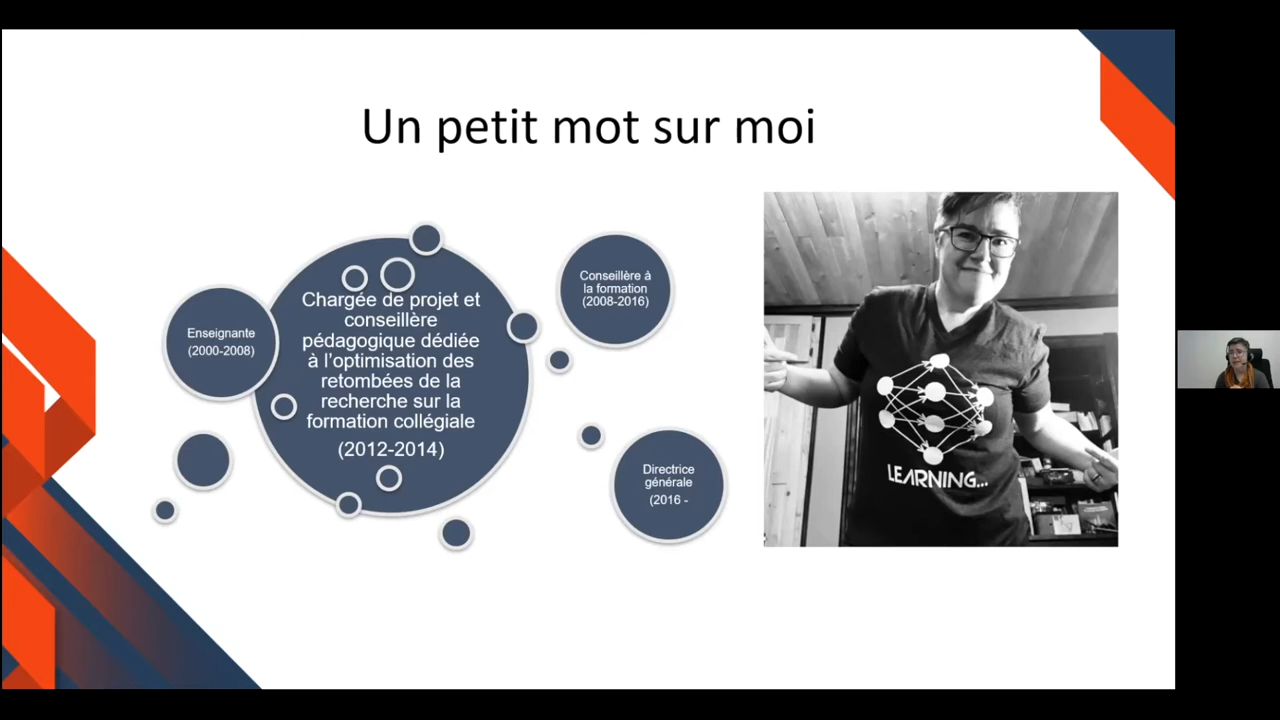 Un petit mot sur moi
Enseignante
(2000-2008)
Chargée de projet et
conseillère
pédagogique dédiée
à l'optimisation des
retombées de la
recherche sur la
formation collégiale
(2012-2014)
Conseillère à
la formation
(2008-2016)
Directrice
générale
(2016 -
LEARNING...